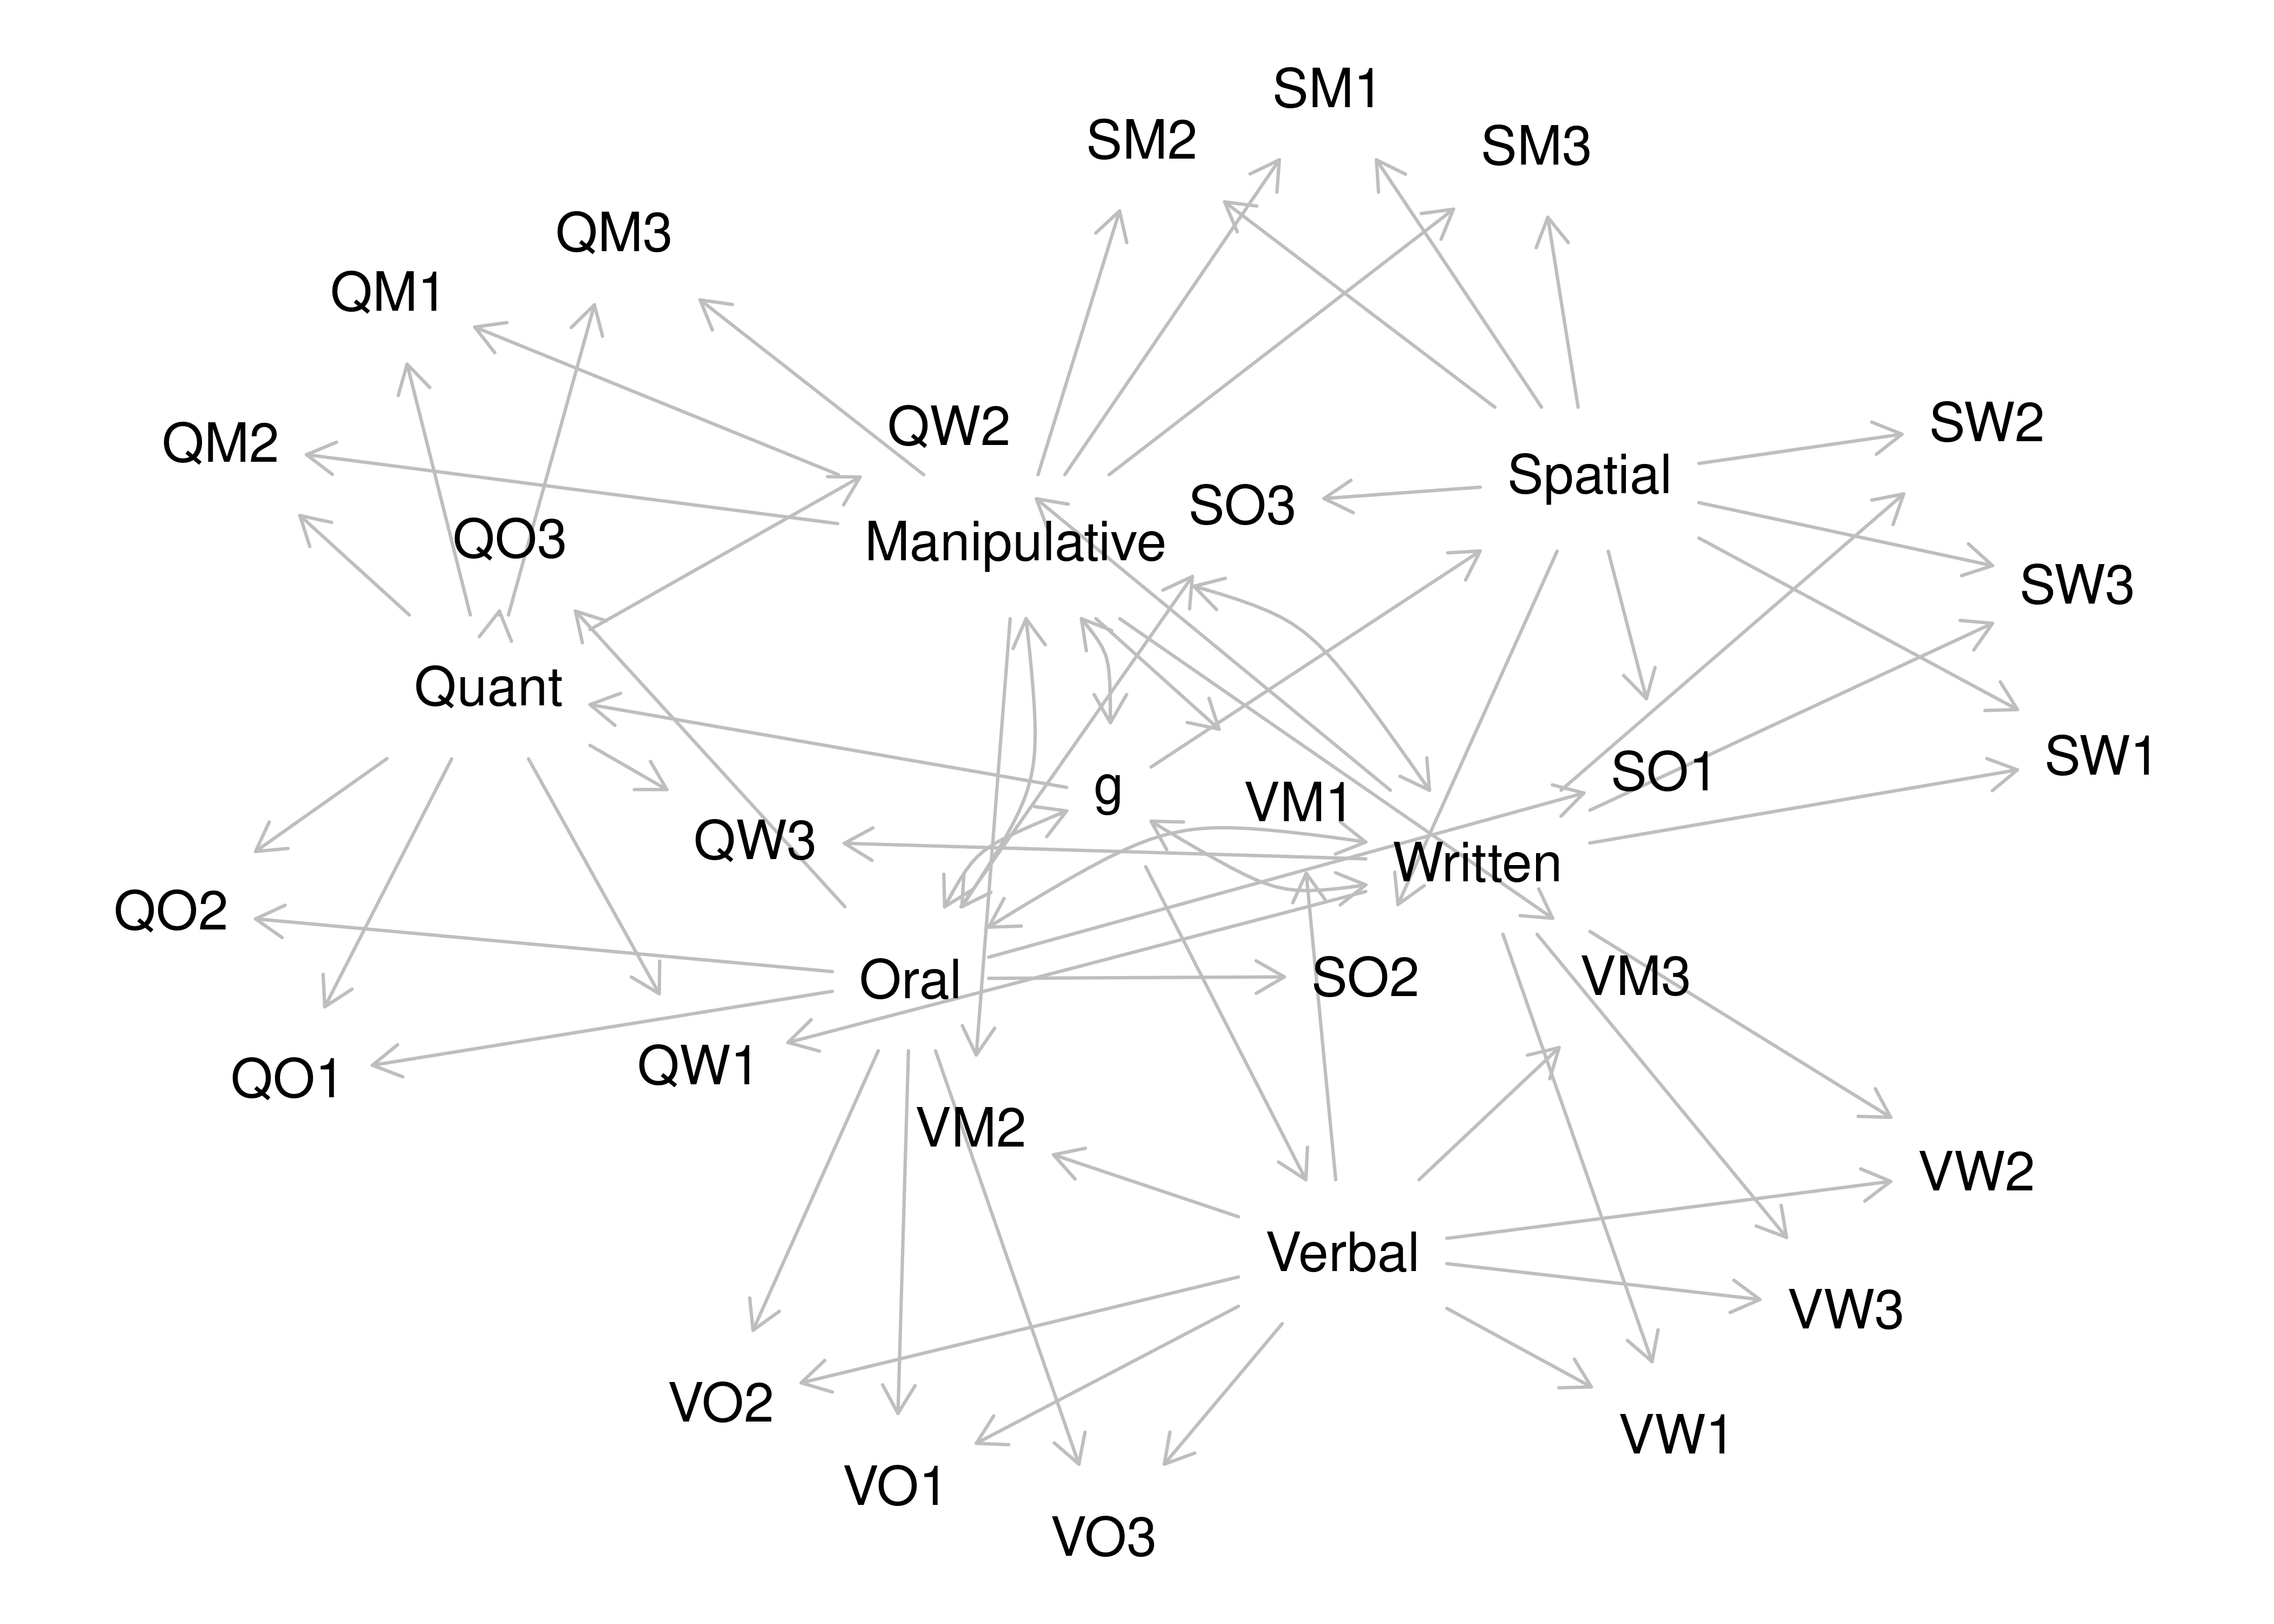 SM1
SM2
SM3
QM3
QM1
QW2
SW2
QM2
Spatial
SO3
QO3
Manipulative
SW3
Quant
SW1
SO1
g
VM1
QW3
Written
QO2
Oral
SO2
VM3
QW1
QO1
VM2
VW2
Verbal
VW3
VO2
VW1
VO1
VO3